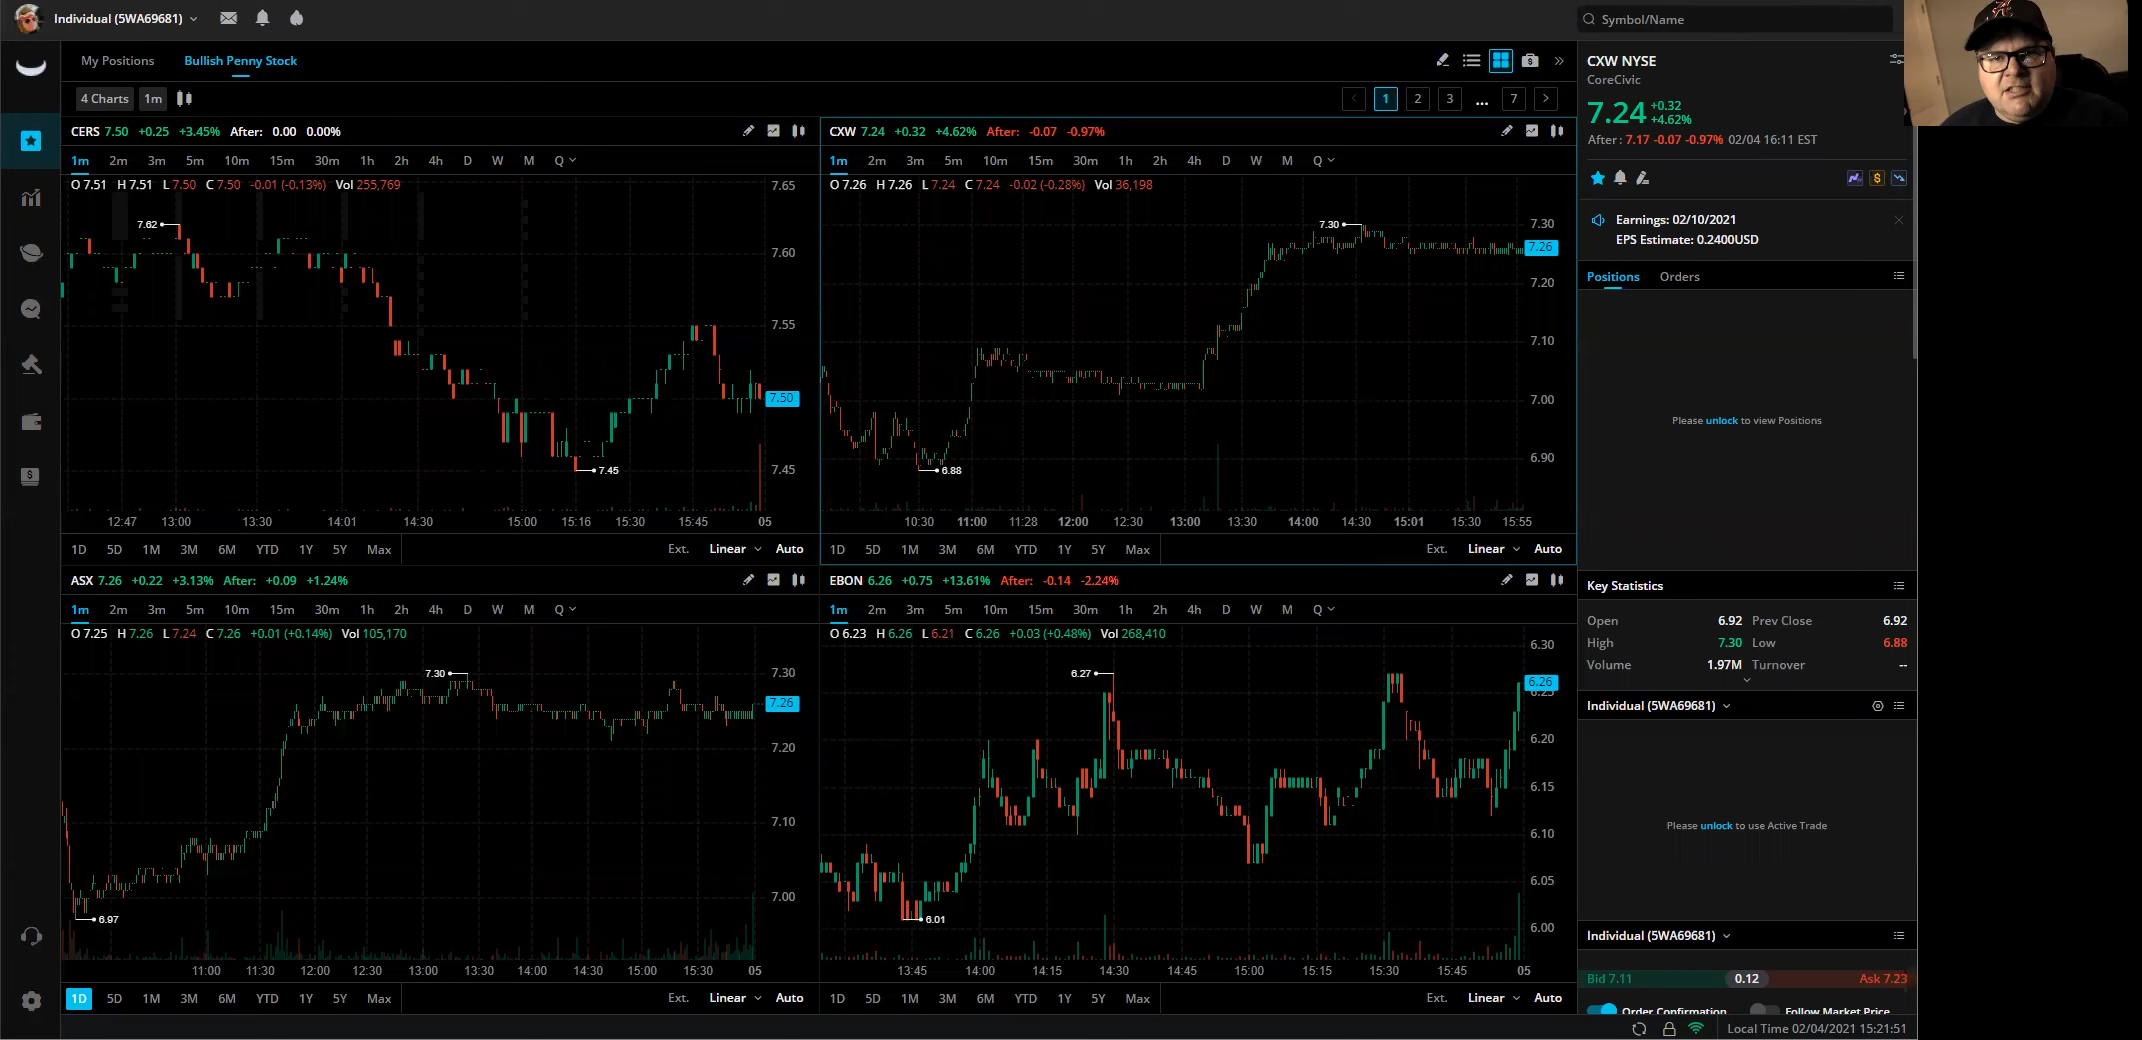 Individual (5WA69681)
Symbol/Name
My Positions Bullish Penny Stock
4 Charts 1m
1 2 3 ... 7
CERS 7.50 +0.25 +3.45% After: 0.00 0.00%
1m 2m 3m 5m 10m 15m 30m 1h 2h 4h D W M Q
O 7.51 H 7.51 L 7.50 C 7.50 -0.01 (-0.13%) Vol 255,769
7.65
7.62
7.60
7.55
7.50
7.45
7.45
12:47 13:00 13:30 14:01 14:30 15:00 15:16 15:30 15:45 05
1D 5D 1M 3M 6M YTD 1Y 5Y Max Ext. Linear Auto
CXW 7.24 +0.32 +4.62% After: -0.07 -0.97%
1m 2m 3m 5m 10m 15m 30m 1h 2h 4h D W M Q
O 7.26 H 7.26 L 7.24 C 7.24 -0.02 (-0.28%) Vol 36,198
7.30
7.30
7.26
7.20
7.10
7.00
6.90
6.88
10:30 11:00 11:28 12:00 12:30 13:00 13:30 14:00 14:30 15:01 15:30 15:55
1D 5D 1M 3M 6M YTD 1Y 5Y Max Ext. Linear Auto
ASX 7.26 +0.22 +3.13% After: +0.09 +1.24%
1m 2m 3m 5m 10m 15m 30m 1h 2h 4h D W M Q
O 7.25 H 7.26 L 7.24 C 7.26 +0.01 (+0.14%) Vol 105,170
7.30
7.30
7.26
7.20
7.10
7.00
6.97
11:00 11:30 12:00 12:30 13:00 13:30 14:00 14:30 15:00 15:30 05
1D 5D 1M 3M 6M YTD 1Y 5Y Max Ext. Linear Auto
EBON 6.26 +0.75 +13.61% After: -0.14 -2.24%
1m 2m 3m 5m 10m 15m 30m 1h 2h 4h D W M Q
O 6.23 H 6.26 L 6.21 C 6.26 +0.03 (+0.48%) Vol 268,410
6.30
6.27
6.26
6.25
6.20
6.15
6.10
6.05
6.01
6.00
13:45 14:00 14:15 14:30 14:45 15:00 15:15 15:30 15:45 05
1D 5D 1M 3M 6M YTD 1Y 5Y Max Ext. Linear Auto
CXW NYSE
CoreCivic
7.24 +0.32
+4.62%
After : 7.17 -0.07 -0.97% 02/04 16:11 EST
Earnings: 02/10/2021
EPS Estimate: 0.2400USD
Positions Orders
Please unlock to view Positions
Key Statistics
Open 6.92 Prev Close 6.92
High 7.30 Low 6.88
Volume 1.97M Turnover --
Individual (5WA69681)
Please unlock to use Active Trade
Individual (5WA69681)
Bid 7.11 0.12 Ask 7.23
Order Confirmation Follow Market Price
Local Time 02/04/2021 15:21:51